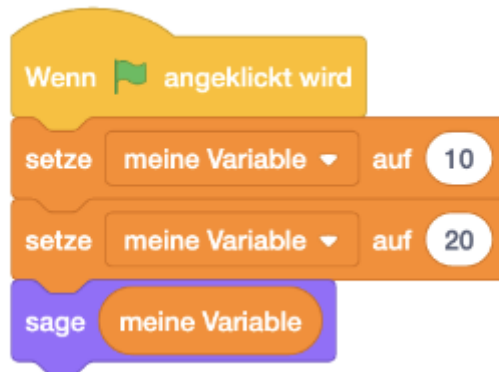 Wenn angeklickt wird
setze meine Variable auf 10
setze meine Variable auf 20
sage meine Variable